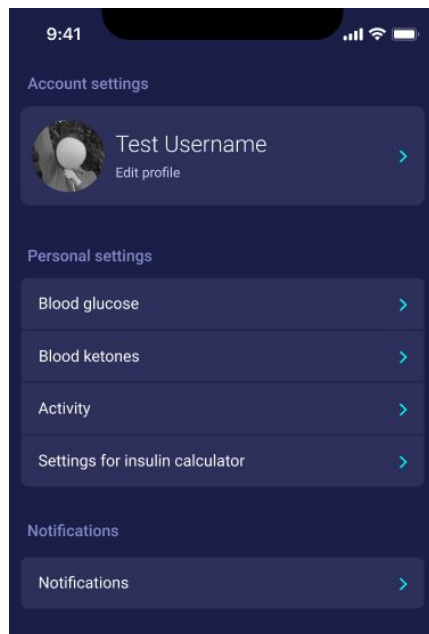 9:41
Account settings
Test Username
Edit profile
Personal settings
Blood glucose
Blood ketones
Activity
Settings for insulin calculator
Notifications
Notifications